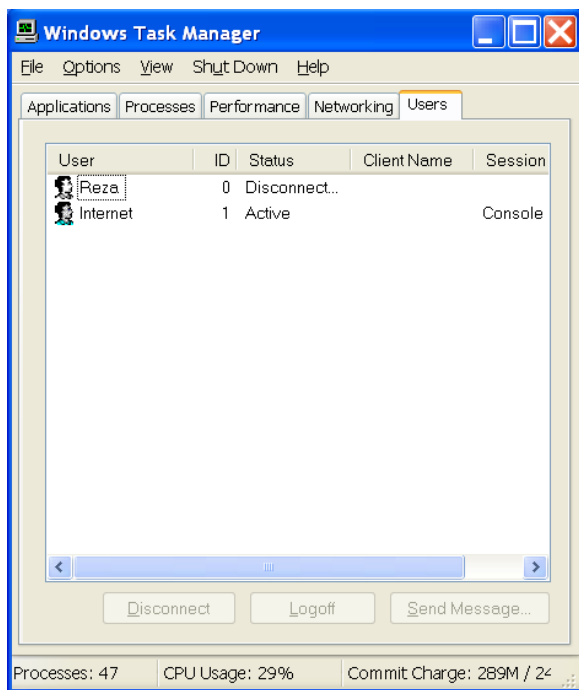 Windows Task Manager
File Options View Shut Down Help
Applications Processes Performance Networking Users
User ID Status Client Name Session
Reza 0 Disconnect...
Internet 1 Active Console
Disconnect Logoff Send Message...
Processes: 47 CPU Usage: 29% Commit Charge: 289M / 24